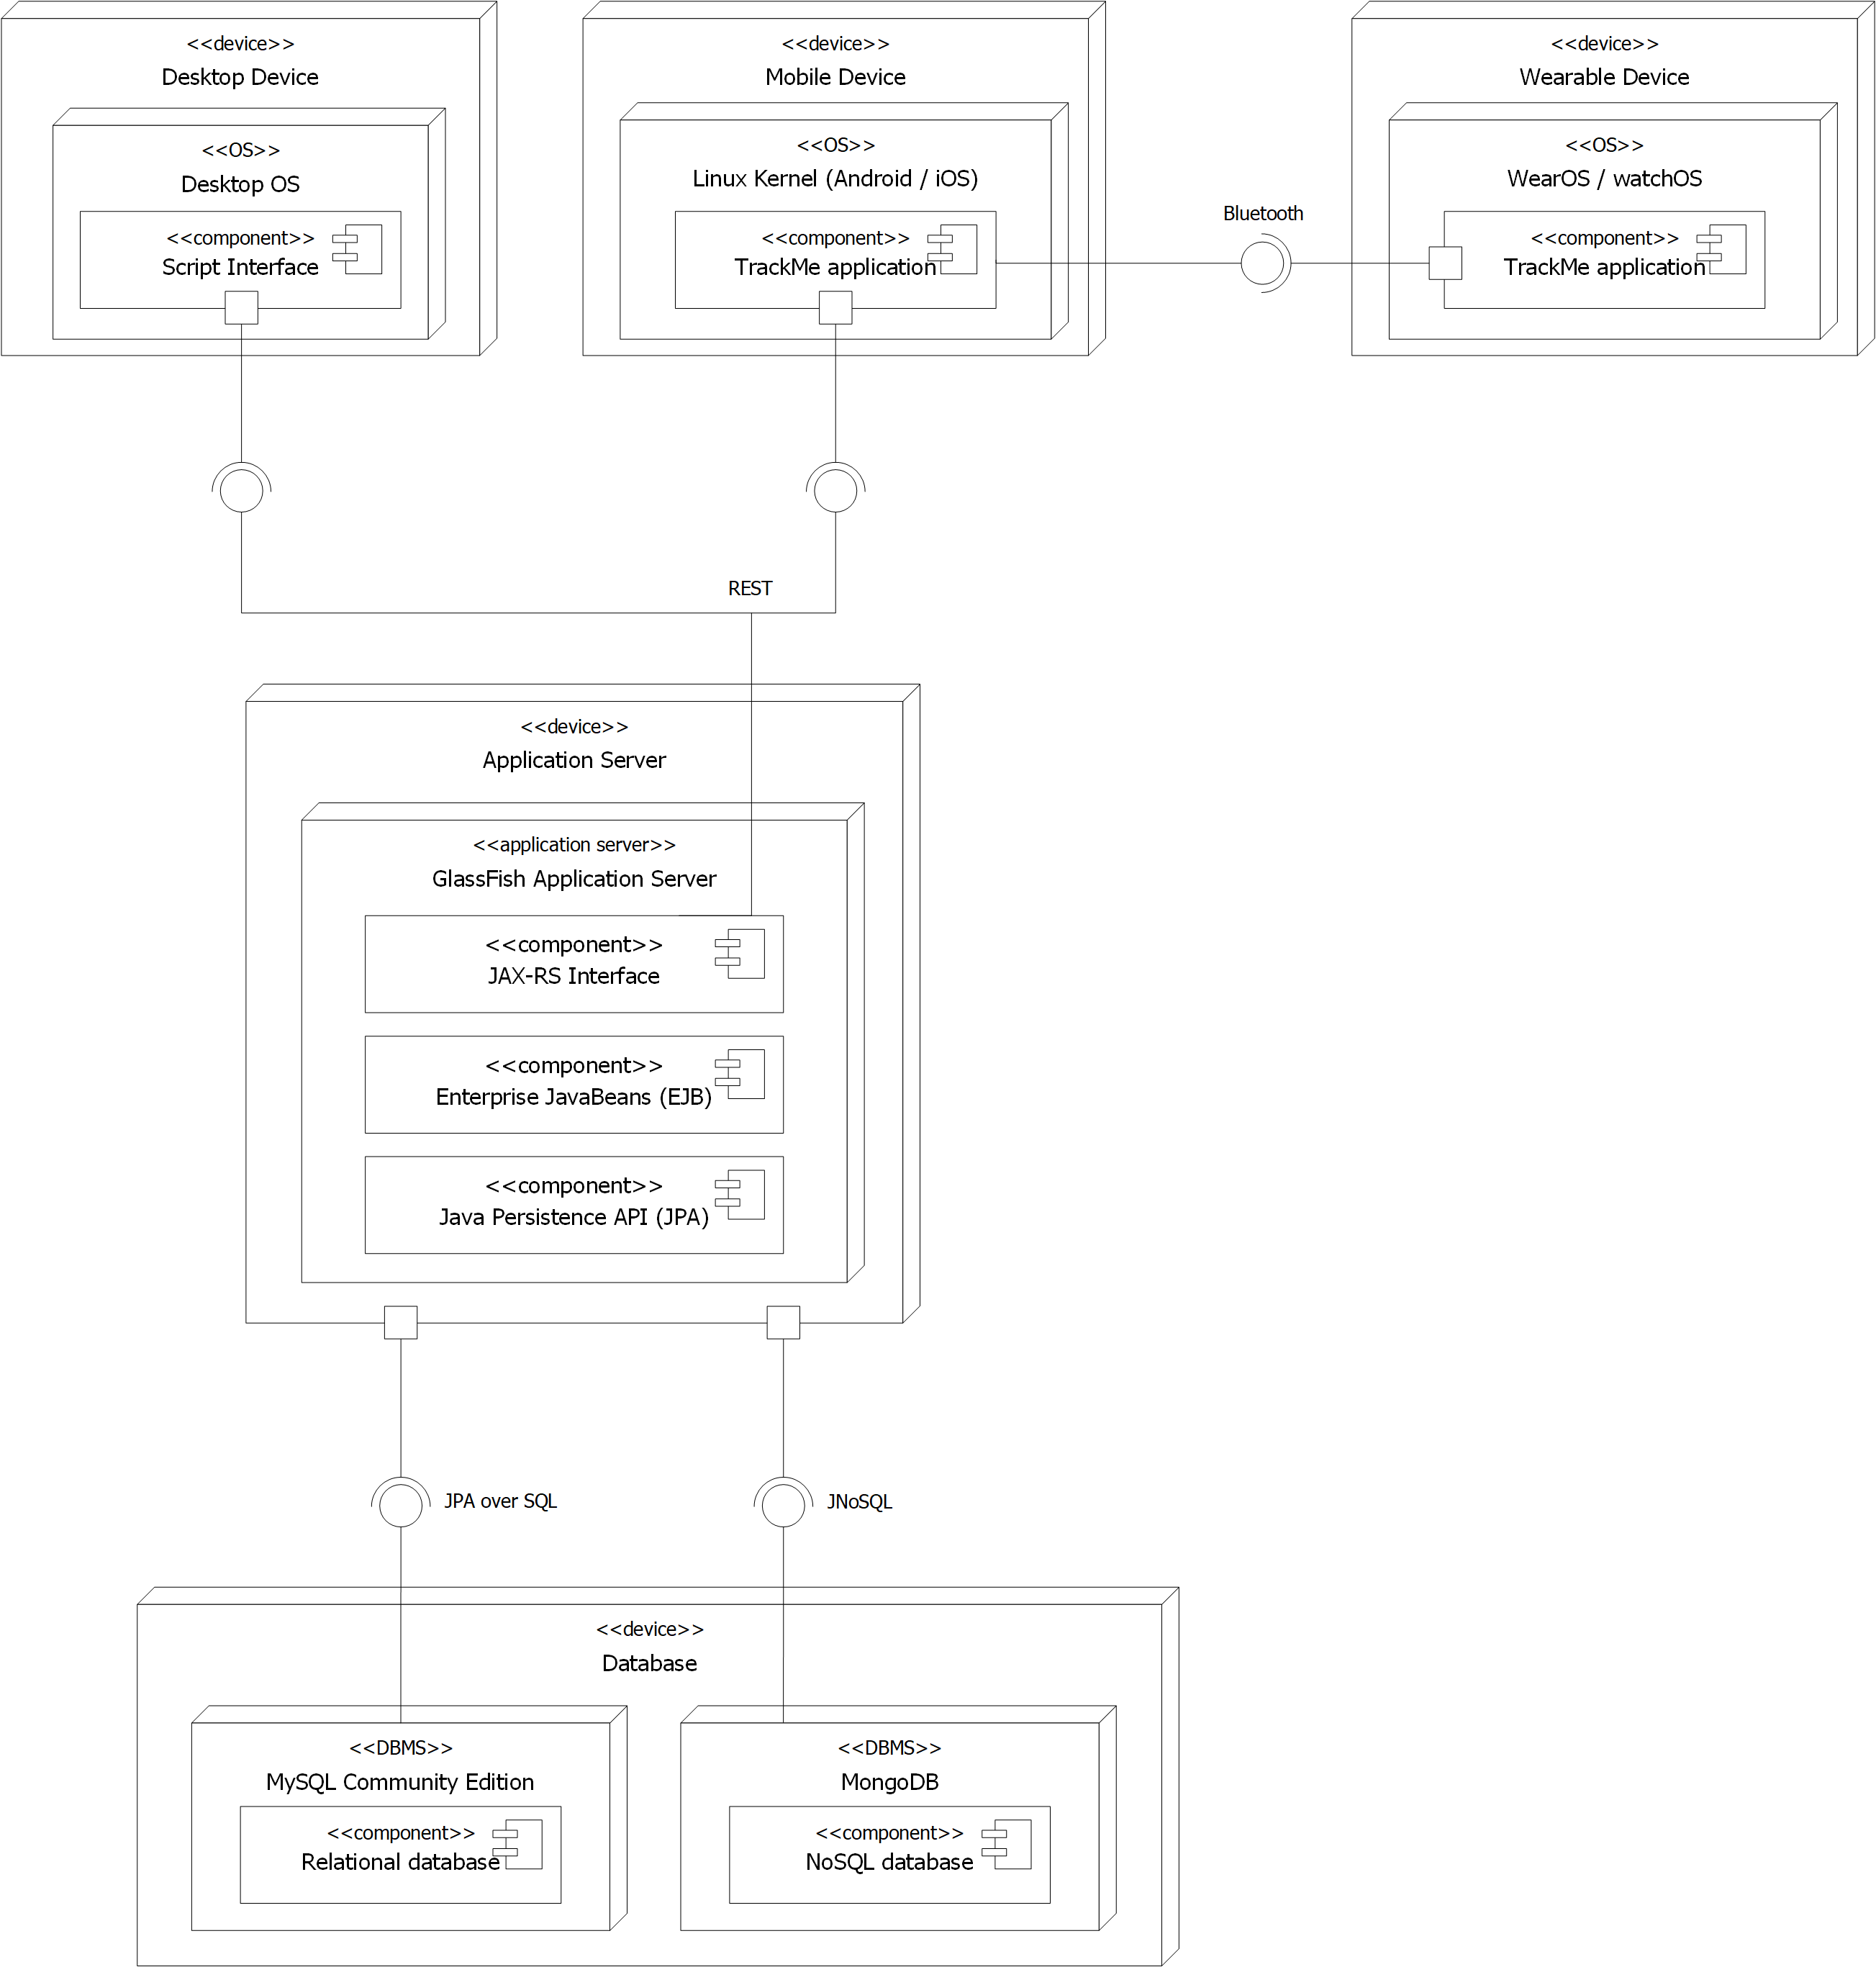 <<device>>
Desktop Device
<<OS>>
Desktop OS
<<component>>
Script Interface
<<device>>
Mobile Device
<<OS>>
Linux Kernel (Android / iOS)
<<component>>
TrackMe application
Bluetooth
<<device>>
Wearable Device
<<OS>>
WearOS / watchOS
<<component>>
TrackMe application
REST
<<device>>
Application Server
<<application server>>
GlassFish Application Server
<<component>>
JAX-RS Interface
<<component>>
Enterprise JavaBeans (EJB)
<<component>>
Java Persistence API (JPA)
JPA over SQL
JNoSQL
<<device>>
Database
<<DBMS>>
MySQL Community Edition
<<component>>
Relational database
<<DBMS>>
MongoDB
<<component>>
NoSQL database